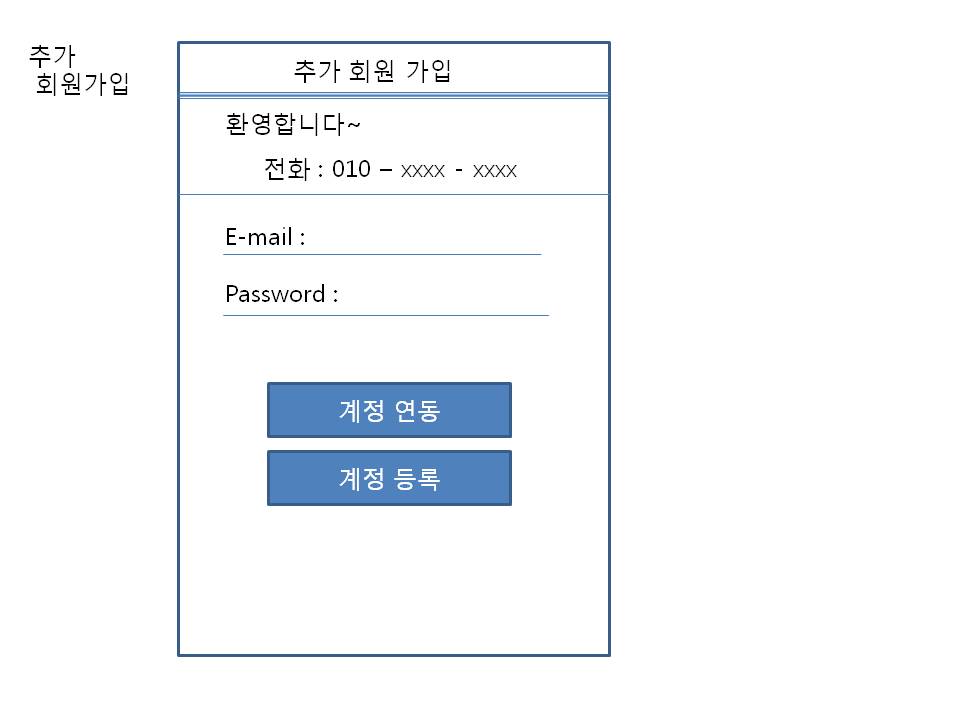 추가
회원가입
추가 회원 가입
환영합니다~
전화 : 010 – xxxx - xxxx
E-mail :
Password :
계정 연동
계정 등록